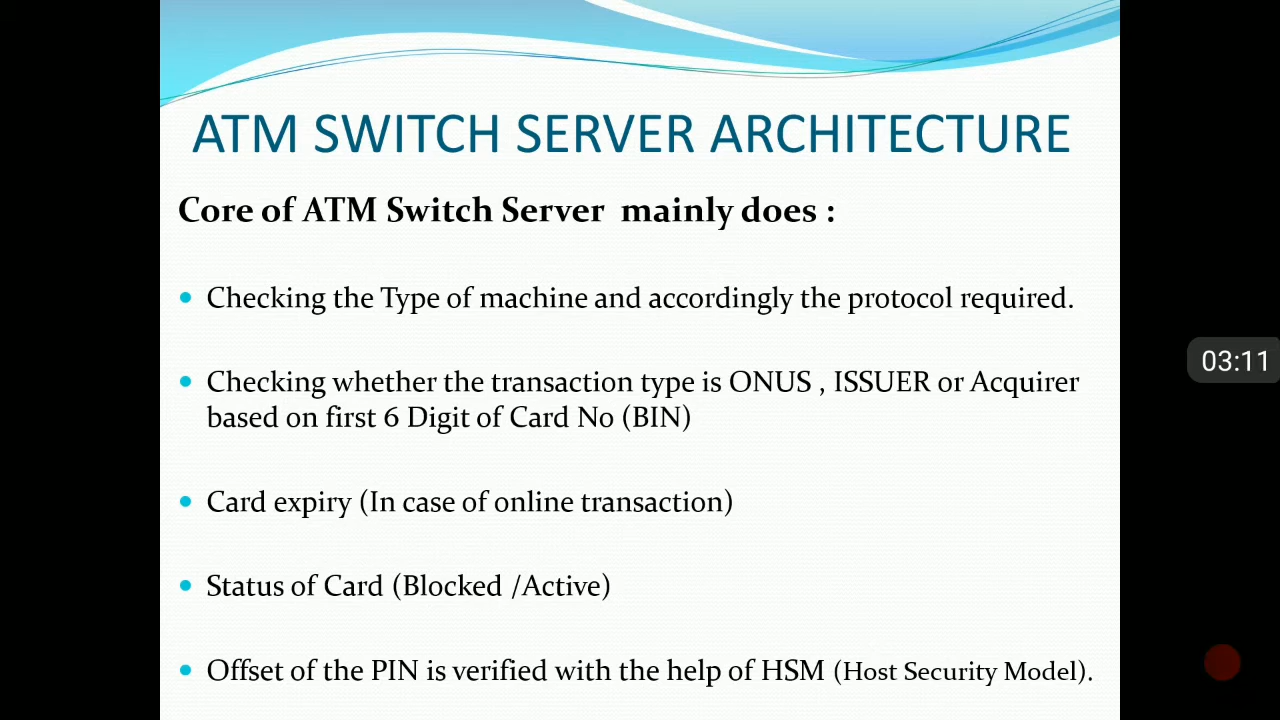 ATM SWITCH SERVER ARCHITECTURE
Core of ATM Switch Server mainly does :
Checking the Type of machine and accordingly the protocol required.
Checking whether the transaction type is ONUS , ISSUER or Acquirer
based on first 6 Digit of Card No (BIN)
03:11
Card expiry (In case of online transaction)
Status of Card (Blocked /Active)
Offset of the PIN is verified with the help of HSM (Host Security Model).